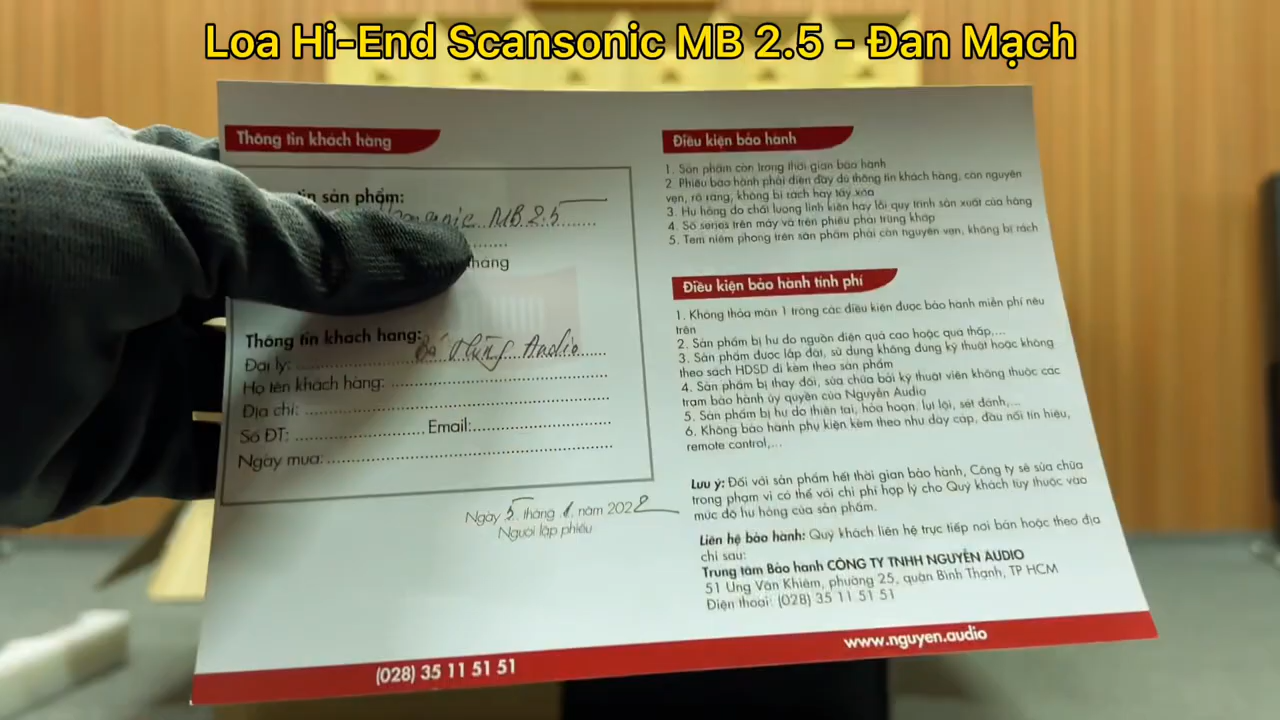 Loa Hi-End Scansonic MB 2.5 - Đan Mạch
Thông tin khách hàng
sản phẩm:
MB 2.5
hàng
Thông tin khách hàng:
Đại lý: Bá Hùng Audio
Họ tên khách hàng:
Địa chỉ:
Số ĐT: Email:
Ngày mua:
Ngày 5 tháng 1 năm 2022
Người lập phiếu
(028) 35 11 51 51
Điều kiện bảo hành
1. Sản phẩm còn trong thời gian bảo hành
2. Phiếu bảo hành phải điền đầy đủ thông tin khách hàng, còn nguyên
vẹn, rõ ràng, không bị rách hay tẩy xóa
3. Hư hỏng do chất lượng linh kiện hay lỗi quy trình sản xuất của hãng
4. Số series trên máy và trên phiếu phải trùng khớp
5. Tem niêm phong trên sản phẩm phải còn nguyên vẹn, không bị rách
Điều kiện bảo hành tính phí
1. Không thỏa mãn 1 trong các điều kiện được bảo hành miễn phí nêu
trên
2. Sản phẩm bị hư do nguồn điện quá cao hoặc quá thấp,...
3. Sản phẩm được lắp đặt, sử dụng không đúng kỹ thuật hoặc không
theo sách HDSD đi kèm theo sản phẩm
4. Sản phẩm bị thay đổi, sửa chữa bởi kỹ thuật viên không thuộc các
trạm bảo hành ủy quyền của Nguyễn Audio
5. Sản phẩm bị hư do thiên tai, hỏa hoạn, lụt lội, sét đánh,...
6. Không bảo hành phụ kiện kèm theo như dây cáp, đầu nối tín hiệu,
remote control,...
Lưu ý: Đối với sản phẩm hết thời gian bảo hành, Công ty sẽ sửa chữa
trong phạm vi có thể với chi phí hợp lý cho Quý khách tùy thuộc vào
mức độ hư hỏng của sản phẩm.
Liên hệ bảo hành: Quý khách liên hệ trực tiếp nơi bán hoặc theo địa
chỉ sau:
Trung tâm Bảo hành CÔNG TY TNHH NGUYỄN AUDIO
51 Ung Văn Khiêm, phường 25, quận Bình Thạnh, TP HCM
Điện thoại: (028) 35 11 51 51
www.nguyen.audio